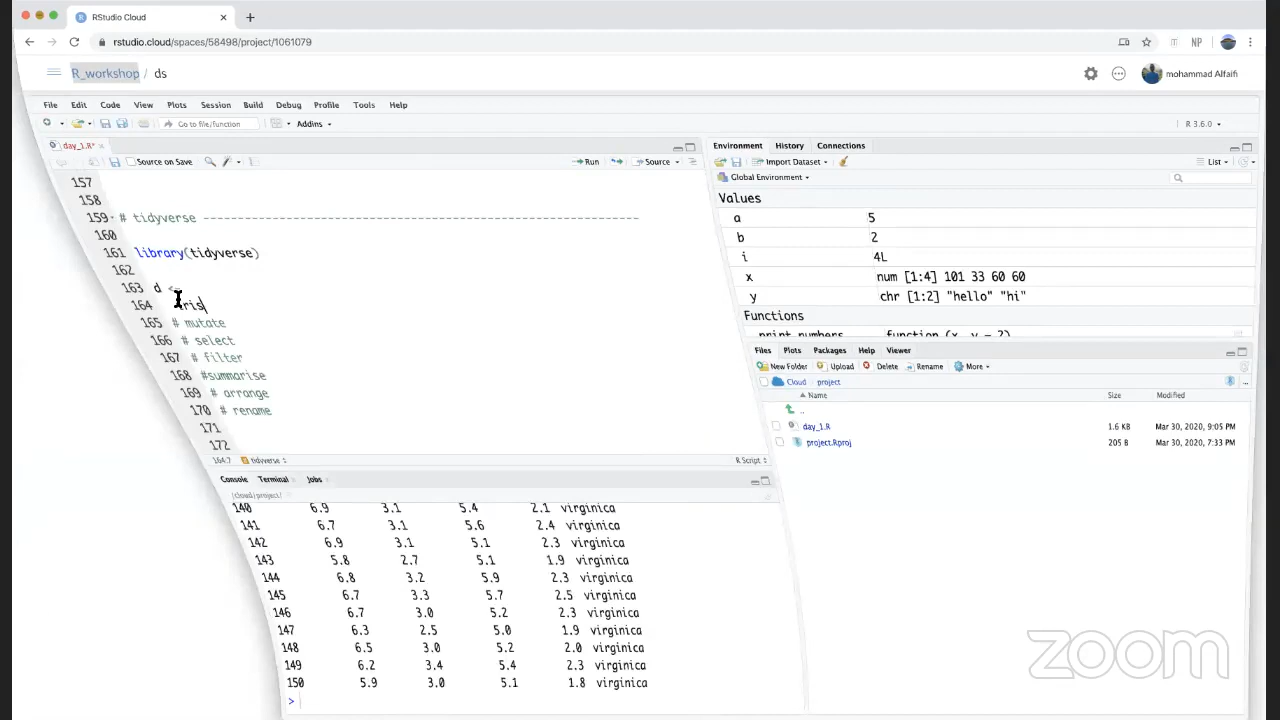 RStudio Cloud
rstudio.cloud/spaces/58498/project/1061079
NP
R_workshop / ds
mohammad Alfaifi
File Edit Code View Plots Session Build Debug Profile Tools Help
Go to file/function
Addins
R 3.6.0
day_1.R*
Source on Save
Run
Source
157
158
159 # tidyverse ---------------------------------------------------------------
160
161 library(tidyverse)
162
163 d <-
164 iris
165 # mutate
166 # select
167 # filter
168 #summarise
169 # arrange
170 # rename
171
172
164:7 tidyverse
R Script
Console Terminal Jobs
/cloud/project/
140 6.9 3.1 5.4 2.1 virginica
141 6.7 3.1 5.6 2.4 virginica
142 6.9 3.1 5.1 2.3 virginica
143 5.8 2.7 5.1 1.9 virginica
144 6.8 3.2 5.9 2.3 virginica
145 6.7 3.3 5.7 2.5 virginica
146 6.7 3.0 5.2 2.3 virginica
147 6.3 2.5 5.0 1.9 virginica
148 6.5 3.0 5.2 2.0 virginica
149 6.2 3.4 5.4 2.3 virginica
150 5.9 3.0 5.1 1.8 virginica
>
Environment History Connections
Import Dataset
List
Global Environment
Values
a 5
b 2
i 4L
x num [1:4] 101 33 60 60
y chr [1:2] "hello" "hi"
Functions
print_numbers function (x, y = 2)
Files Plots Packages Help Viewer
New Folder Upload Delete Rename More
Cloud project
Name Size Modified
..
day_1.R 1.6 KB Mar 30, 2020, 9:05 PM
project.Rproj 205 B Mar 30, 2020, 7:33 PM
zoom